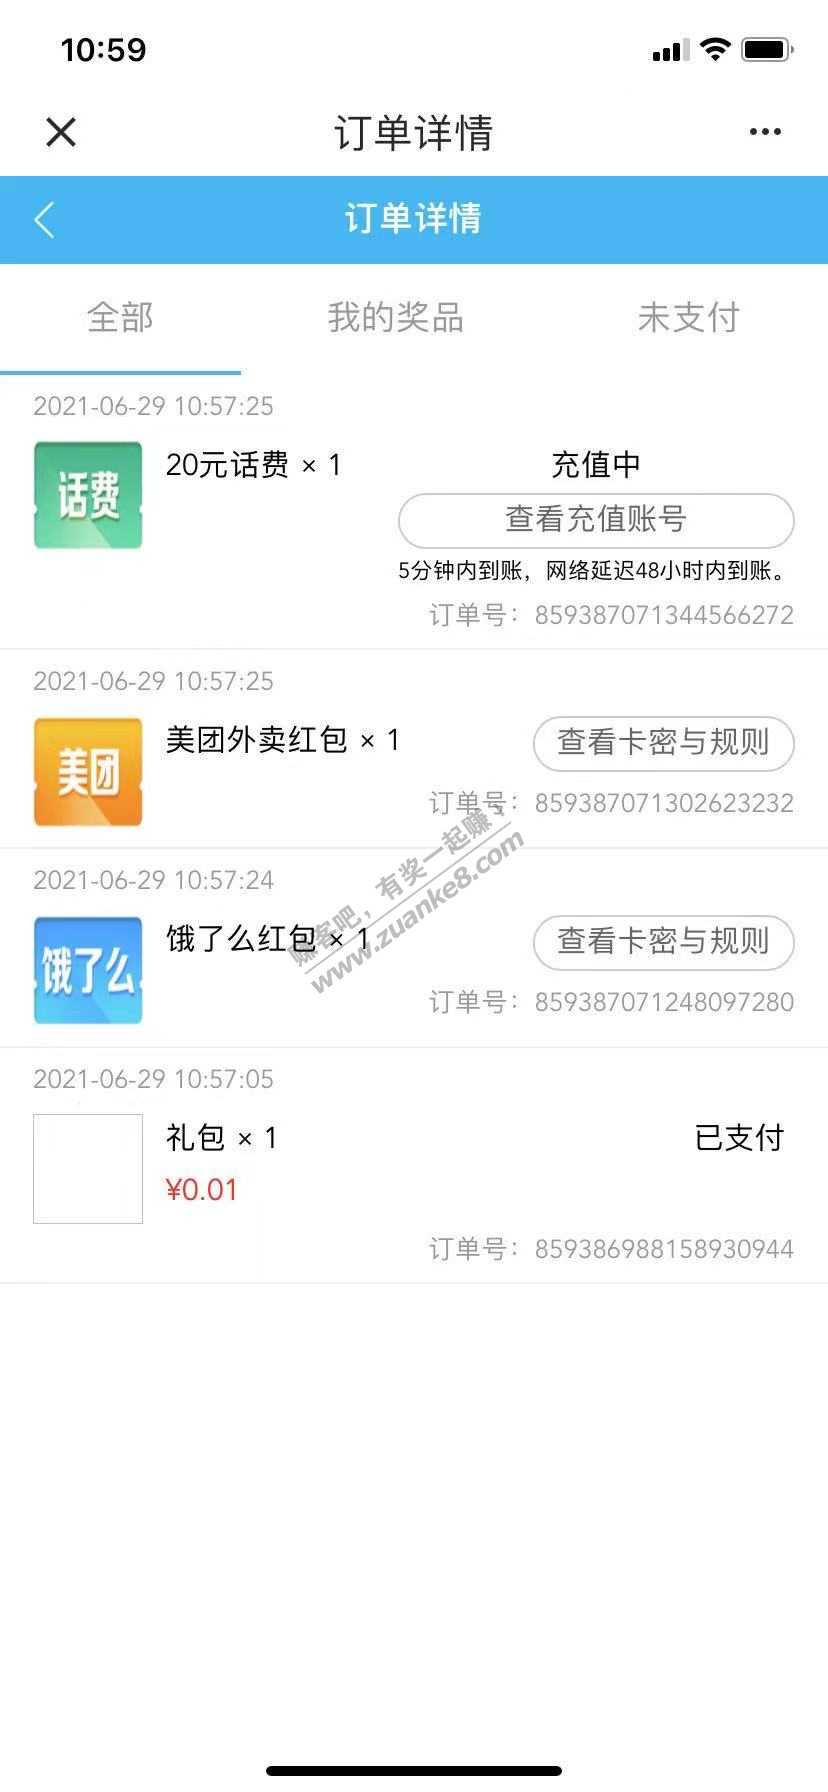 10:59
订单详情
订单详情
全部
我的奖品
未支付
2021-06-29 10:57:25
话费
20元话费 × 1
充值中
查看充值账号
5分钟内到账，网络延迟48小时内到账。
订单号：859387071344566272
2021-06-29 10:57:25
美团
美团外卖红包 × 1
查看卡密与规则
订单号：859387071302623232
2021-06-29 10:57:24
饿了么
饿了么红包 × 1
查看卡密与规则
订单号：859387071248097280
赚客吧，有奖一起赚！
www.zuanke8.com
2021-06-29 10:57:05
礼包 × 1
已支付
¥0.01
订单号：859386988158930944